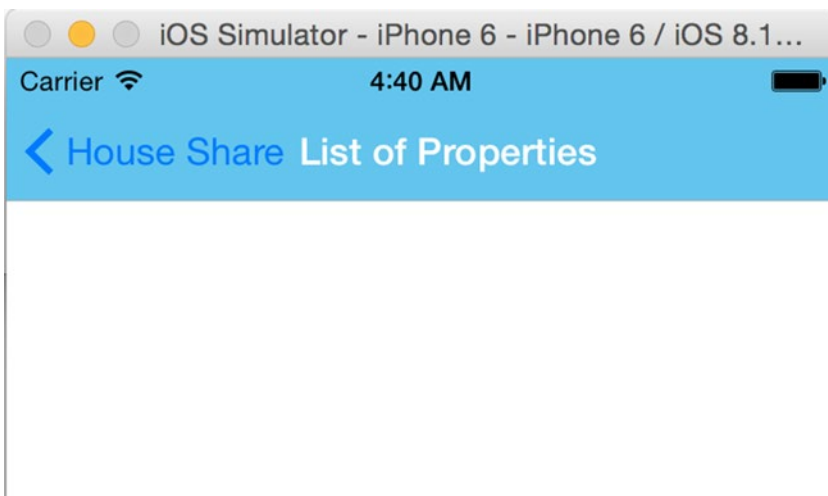 iOS Simulator - iPhone 6 - iPhone 6 / iOS 8.1...
Carrier 4:40 AM
House Share List of Properties